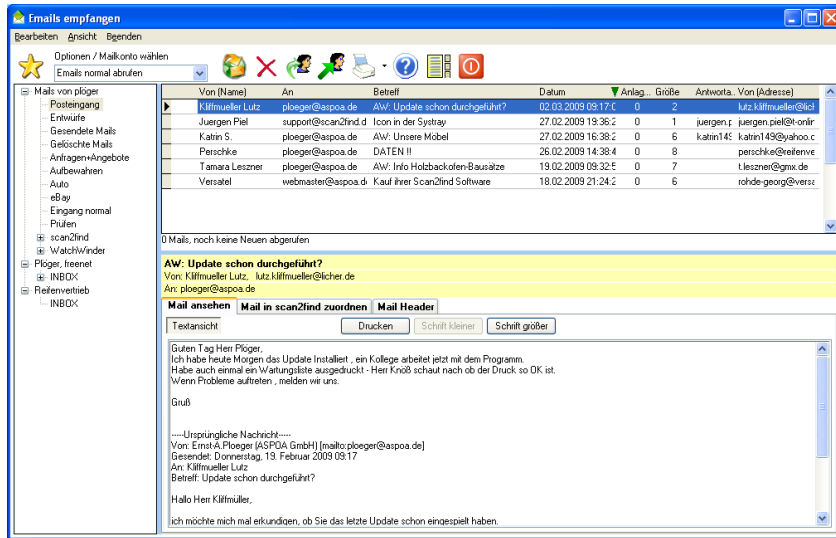 Emails empfangen
Bearbeiten Ansicht Beenden
Optionen / Mailkonto wählen
Emails normal abrufen
Mails von plöger
Posteingang
Entwürfe
Gesendete Mails
Gelöschte Mails
Anfragen+Angebote
Aufbewahren
Auto
eBay
Eingang normal
Prüfen
scan2find
WatchWinder
Plöger, freenet
INBOX
Reifenvertrieb
INBOX
Von (Name) An Betreff Datum Anlag... Größe Antworta.. Von (Adresse)
Kliffmueller Lutz ploeger@aspoa.de AW: Update schon durchgeführt? 02.03.2009 09:17:0 0 2 lutz.kliffmueller@lich
Juergen Piel support@scan2find.d Icon in der Systray 27.02.2009 19:36:2 0 1 juergen.p juergen.piel@t-onlin
Katrin S. ploeger@aspoa.de AW: Unsere Möbel 27.02.2009 16:38:2 0 6 katrin149 katrin149@yahoo.c
Perschke ploeger@aspoa.de DATEN !! 26.02.2009 14:38:4 0 8 perschke@reifenve
Tamara Leszner ploeger@aspoa.de AW: Info Holzbackofen-Bausätze 19.02.2009 09:32:5 0 7 t.leszner@gmx.de
Versatel webmaster@aspoa.d Kauf ihrer Scan2find Software 18.02.2009 21:24:2 0 6 rohde-georg@versa
0 Mails, noch keine Neuen abgerufen
AW: Update schon durchgeführt?
Von: Kliffmueller Lutz, lutz.kliffmueller@licher.de
An: ploeger@aspoa.de
Mail ansehen Mail in scan2find zuordnen Mail Header
Textansicht Drucken Schrift kleiner Schrift größer
Guten Tag Herr Plöger,
Ich habe heute Morgen das Update Installiert , ein Kollege arbeitet jetzt mit dem Programm.
Habe auch einmal ein Wartungsliste ausgedruckt - Herr Knöß schaut nach ob der Druck so OK ist.
Wenn Probleme auftreten , melden wir uns.
Gruß
-----Ursprüngliche Nachricht-----
Von: Ernst-A.Ploeger (ASPOA GmbH) [mailto:ploeger@aspoa.de]
Gesendet: Donnerstag, 19. Februar 2009 09:17
An: Kliffmueller Lutz
Betreff: Update schon durchgeführt?
Hallo Herr Kliffmüller,
ich möchte mich mal erkundigen, ob Sie das letzte Update schon eingespielt haben.